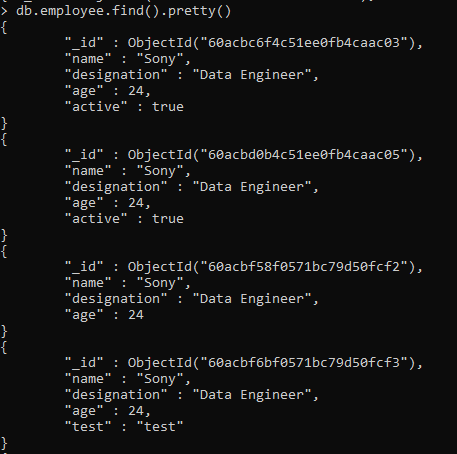 > db.employee.find().pretty()
{
"_id" : ObjectId("60acbc6f4c51ee0fb4caac03"),
"name" : "Sony",
"designation" : "Data Engineer",
"age" : 24,
"active" : true
}
{
"_id" : ObjectId("60acbd0b4c51ee0fb4caac05"),
"name" : "Sony",
"designation" : "Data Engineer",
"age" : 24,
"active" : true
}
{
"_id" : ObjectId("60acbf58f0571bc79d50fcf2"),
"name" : "Sony",
"designation" : "Data Engineer",
"age" : 24
}
{
"_id" : ObjectId("60acbf6bf0571bc79d50fcf3"),
"name" : "Sony",
"designation" : "Data Engineer",
"age" : 24,
"test" : "test"
}